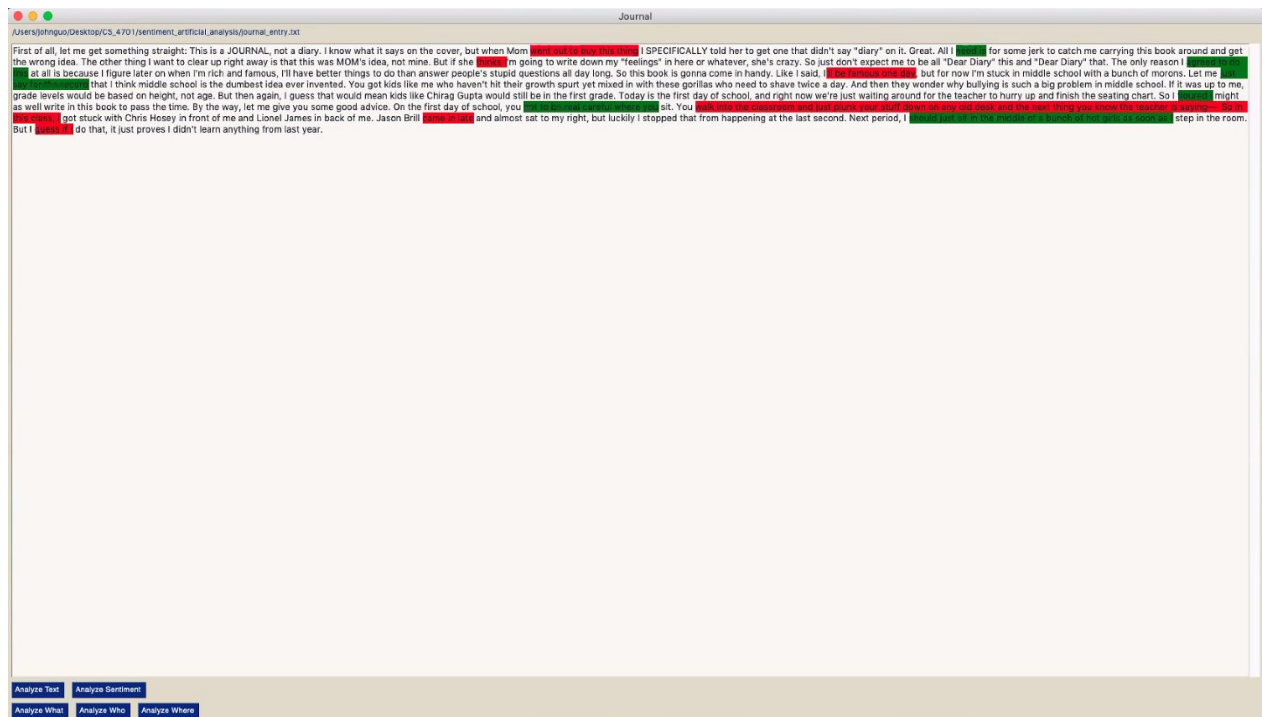 Journal
/Users/johnguo/Desktop/CS_4701/sentiment_artificial_analysis/journal_entry.txt
First of all, let me get something straight: This is a JOURNAL, not a diary. I know what it says on the cover, but when Mom went out to buy this thing I SPECIFICALLY told her to get one that didn't say "diary" on it. Great. All I need is for some jerk to catch me carrying this book around and get
the wrong idea. The other thing I want to clear up right away is that this was MOM's idea, not mine. But if she thinks I'm going to write down my "feelings" in here or whatever, she's crazy. So just don't expect me to be all "Dear Diary" this and "Dear Diary" that. The only reason I agreed to do
this at all is because I figure later on when I'm rich and famous, I'll have better things to do than answer people's stupid questions all day long. So this book is gonna come in handy. Like I said, I'll be famous one day, but for now I'm stuck in middle school with a bunch of morons. Let me just
say for the record that I think middle school is the dumbest idea ever invented. You got kids like me who haven't hit their growth spurt yet mixed in with these gorillas who need to shave twice a day. And then they wonder why bullying is such a big problem in middle school. If it was up to me,
grade levels would be based on height, not age. But then again, I guess that would mean kids like Chirag Gupta would still be in the first grade. Today is the first day of school, and right now we're just waiting around for the teacher to hurry up and finish the seating chart. So I figured I might
as well write in this book to pass the time. By the way, let me give you some good advice. On the first day of school, you got to be real careful where you sit. You walk into the classroom and just plunk your stuff down on any old desk and the next thing you know the teacher is saying— So in
this class, I got stuck with Chris Hosey in front of me and Lionel James in back of me. Jason Brill came in late and almost sat to my right, but luckily I stopped that from happening at the last second. Next period, I should just sit in the middle of a bunch of hot girls as soon as I step in the room.
But I guess if I do that, it just proves I didn't learn anything from last year.
Analyze Text Analyze Sentiment
Analyze What Analyze Who Analyze Where